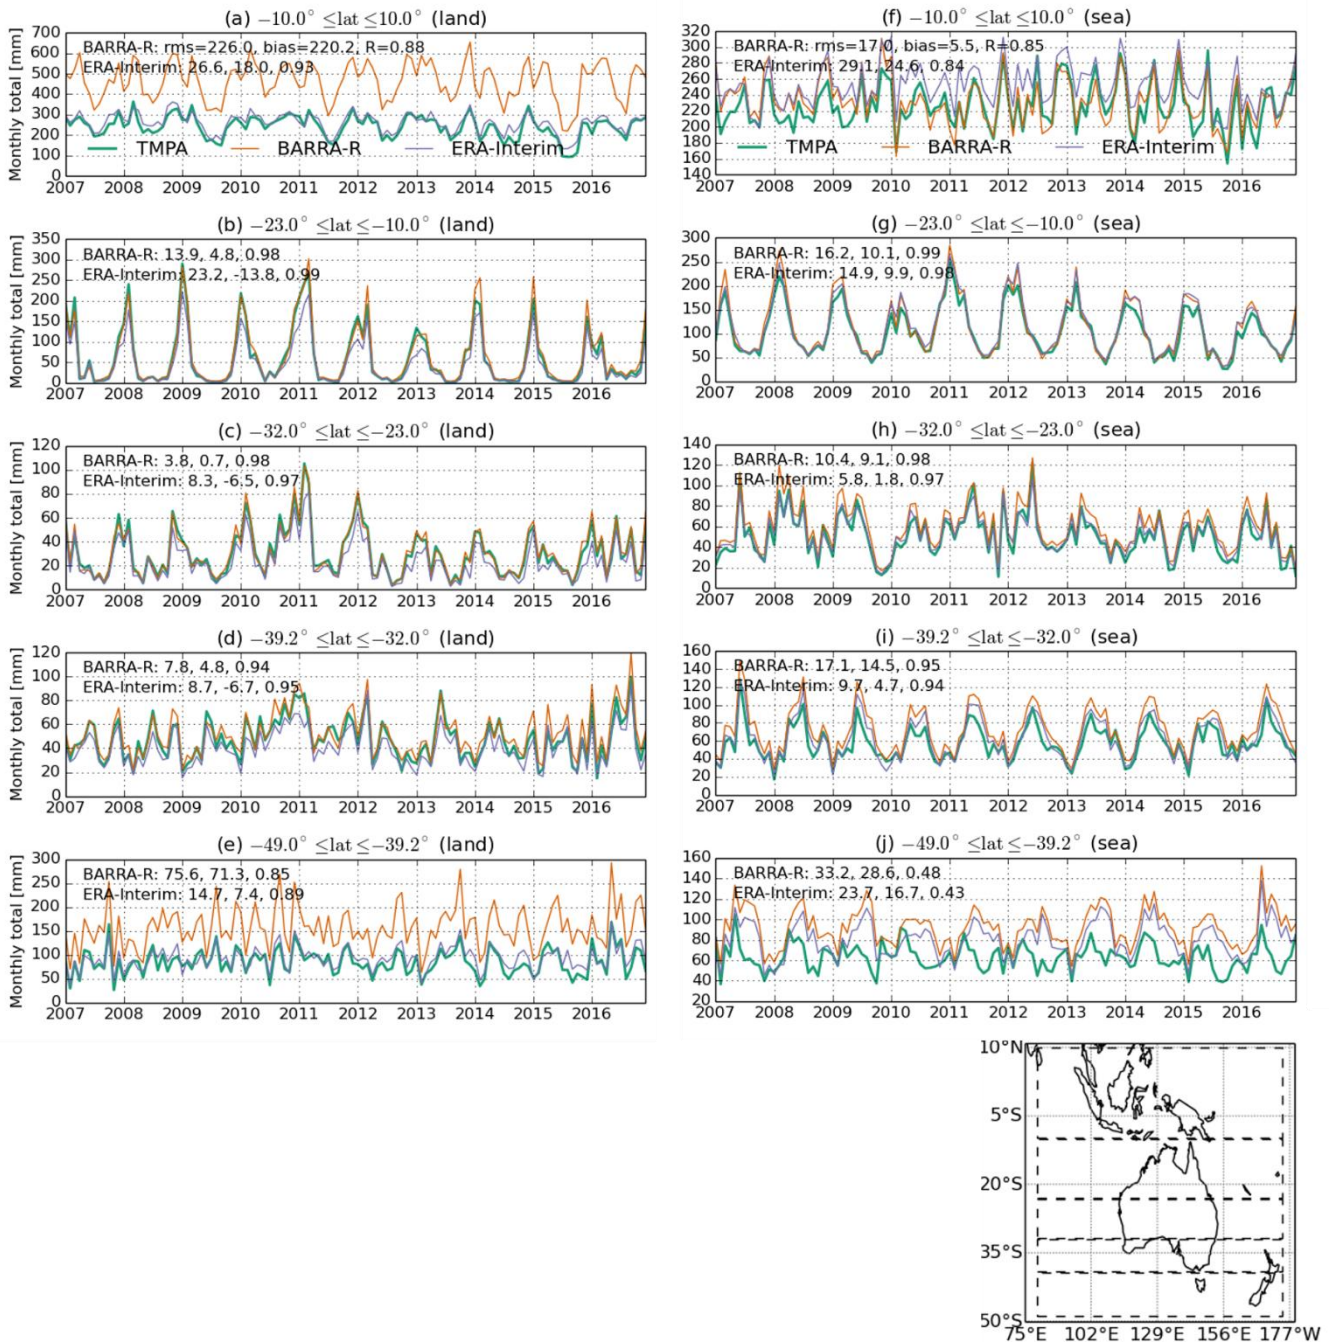 (a) −10.0° ≤lat ≤10.0° (land)
Monthly total [mm]
700
600
500
400
300
200
100
0
BARRA-R: rms=226.0, bias=220.2, R=0.88
ERA-Interim: 26.6, 18.0, 0.93
TMPA BARRA-R ERA-Interim
2007 2008 2009 2010 2011 2012 2013 2014 2015 2016
(f) −10.0° ≤lat ≤10.0° (sea)
320
300
280
260
240
220
200
180
160
140
BARRA-R: rms=17.0, bias=5.5, R=0.85
ERA-Interim: 29.1, 24.6, 0.84
TMPA BARRA-R ERA-Interim
2007 2008 2009 2010 2011 2012 2013 2014 2015 2016
(b) −23.0° ≤lat ≤−10.0° (land)
Monthly total [mm]
350
300
250
200
150
100
50
0
BARRA-R: 13.9, 4.8, 0.98
ERA-Interim: 23.2, -13.8, 0.99
2007 2008 2009 2010 2011 2012 2013 2014 2015 2016
(g) −23.0° ≤lat ≤−10.0° (sea)
300
250
200
150
100
50
0
BARRA-R: 16.2, 10.1, 0.99
ERA-Interim: 14.9, 9.9, 0.98
2007 2008 2009 2010 2011 2012 2013 2014 2015 2016
(c) −32.0° ≤lat ≤−23.0° (land)
Monthly total [mm]
120
100
80
60
40
20
0
BARRA-R: 3.8, 0.7, 0.98
ERA-Interim: 8.3, -6.5, 0.97
2007 2008 2009 2010 2011 2012 2013 2014 2015 2016
(h) −32.0° ≤lat ≤−23.0° (sea)
140
120
100
80
60
40
20
0
BARRA-R: 10.4, 9.1, 0.98
ERA-Interim: 5.8, 1.8, 0.97
2007 2008 2009 2010 2011 2012 2013 2014 2015 2016
(d) −39.2° ≤lat ≤−32.0° (land)
Monthly total [mm]
120
100
80
60
40
20
0
BARRA-R: 7.8, 4.8, 0.94
ERA-Interim: 8.7, -6.7, 0.95
2007 2008 2009 2010 2011 2012 2013 2014 2015 2016
(i) −39.2° ≤lat ≤−32.0° (sea)
160
140
120
100
80
60
40
20
0
BARRA-R: 17.1, 14.5, 0.95
ERA-Interim: 9.7, 4.7, 0.94
2007 2008 2009 2010 2011 2012 2013 2014 2015 2016
(e) −49.0° ≤lat ≤−39.2° (land)
Monthly total [mm]
300
250
200
150
100
50
0
BARRA-R: 75.6, 71.3, 0.85
ERA-Interim: 14.7, 7.4, 0.89
2007 2008 2009 2010 2011 2012 2013 2014 2015 2016
(j) −49.0° ≤lat ≤−39.2° (sea)
160
140
120
100
80
60
40
20
BARRA-R: 33.2, 28.6, 0.48
ERA-Interim: 23.7, 16.7, 0.43
2007 2008 2009 2010 2011 2012 2013 2014 2015 2016
10°N
5°S
20°S
35°S
50°S
75°E 102°E 129°E 156°E 177°W